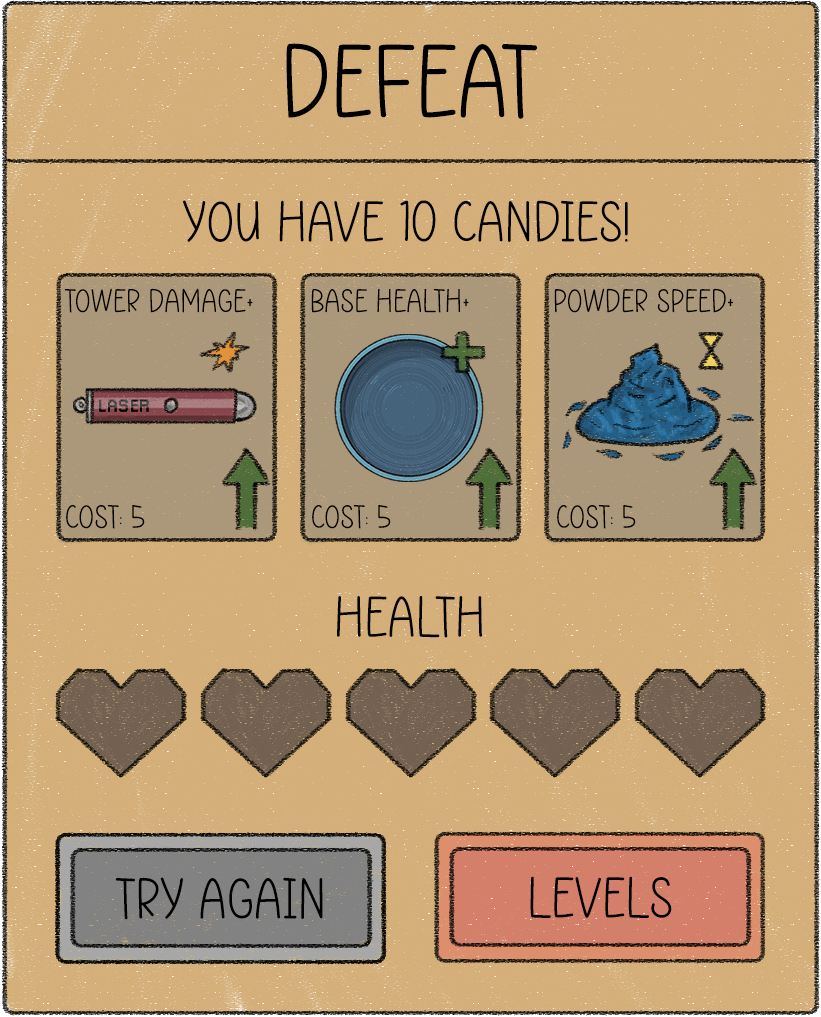 DEFEAT
YOU HAVE 10 CANDIES!
TOWER DAMAGE+
BASE HEALTH+
POWDER SPEED+
LASER
COST: 5
COST: 5
COST: 5
HEALTH
TRY AGAIN
LEVELS